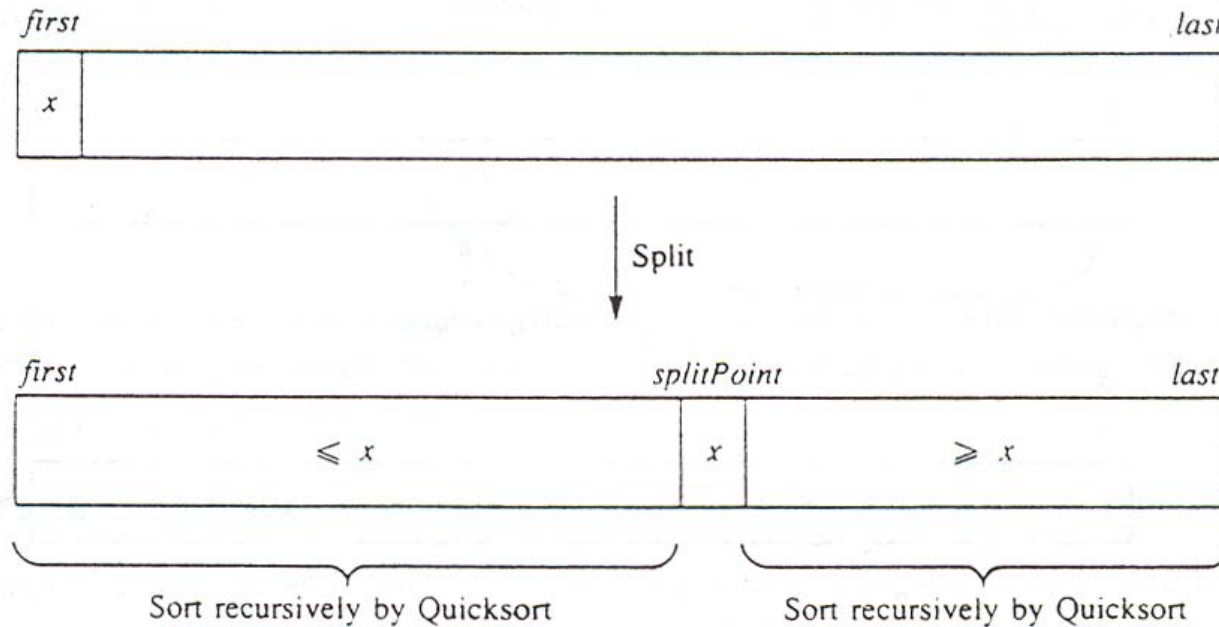 first last
x
Split
first splitPoint last
≤ x x ≥ x
Sort recursively by Quicksort Sort recursively by Quicksort